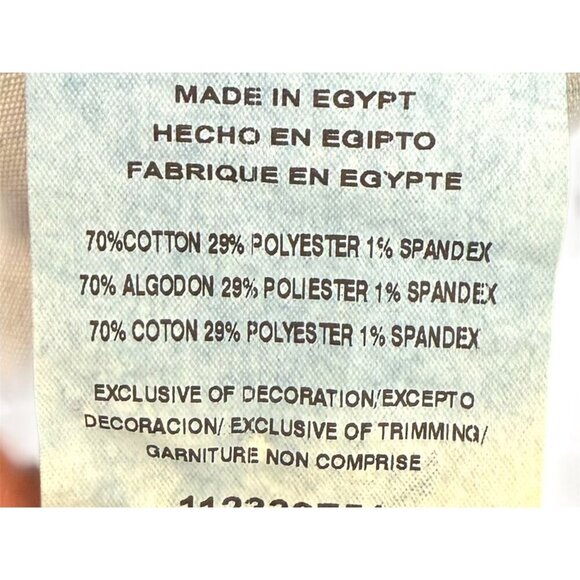 MADE IN EGYPT
HECHO EN EGIPTO
FABRIQUE EN EGYPTE
70%COTTON 29% POLYESTER 1% SPANDEX
70% ALGODON 29% POLIESTER 1% SPANDEX
70% COTON 29% POLYESTER 1% SPANDEX
EXCLUSIVE OF DECORATION/EXCEPTO
DECORACION/ EXCLUSIVE OF TRIMMING/
GARNITURE NON COMPRISE